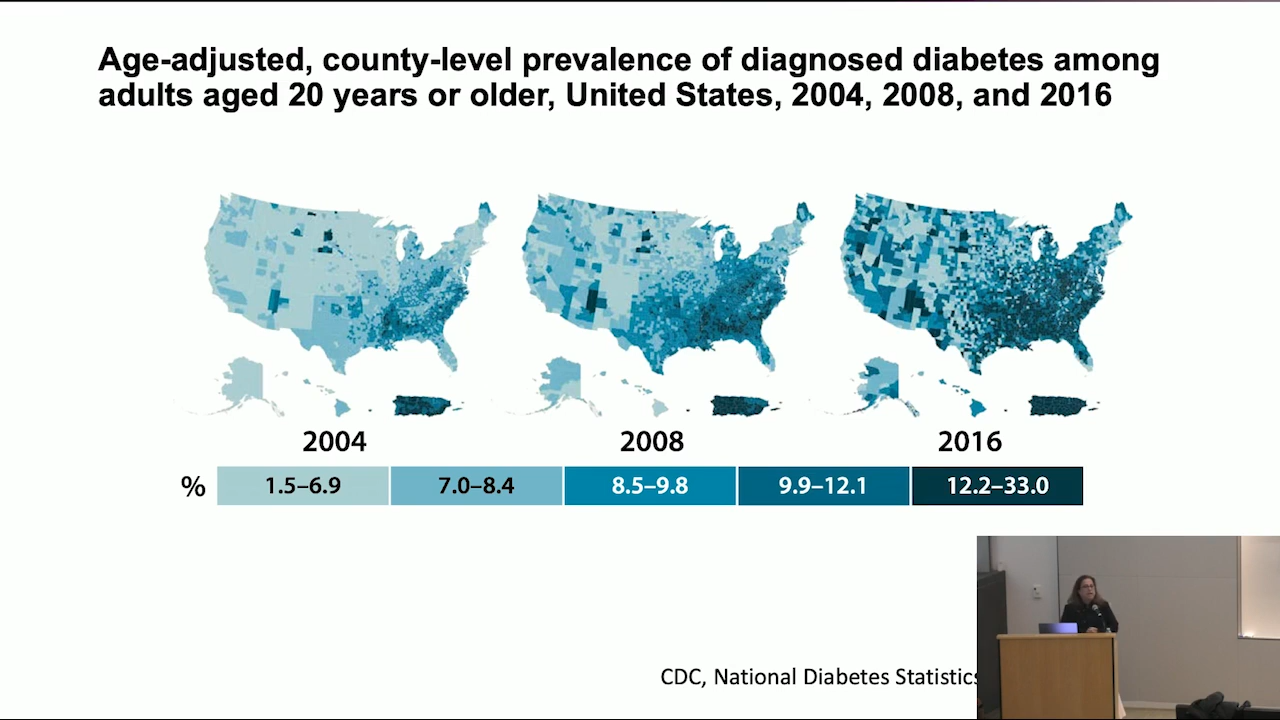 Age-adjusted, county-level prevalence of diagnosed diabetes among
adults aged 20 years or older, United States, 2004, 2008, and 2016
2004 2008 2016
% 1.5–6.9 7.0–8.4 8.5–9.8 9.9–12.1 12.2–33.0
CDC, National Diabetes Statistics